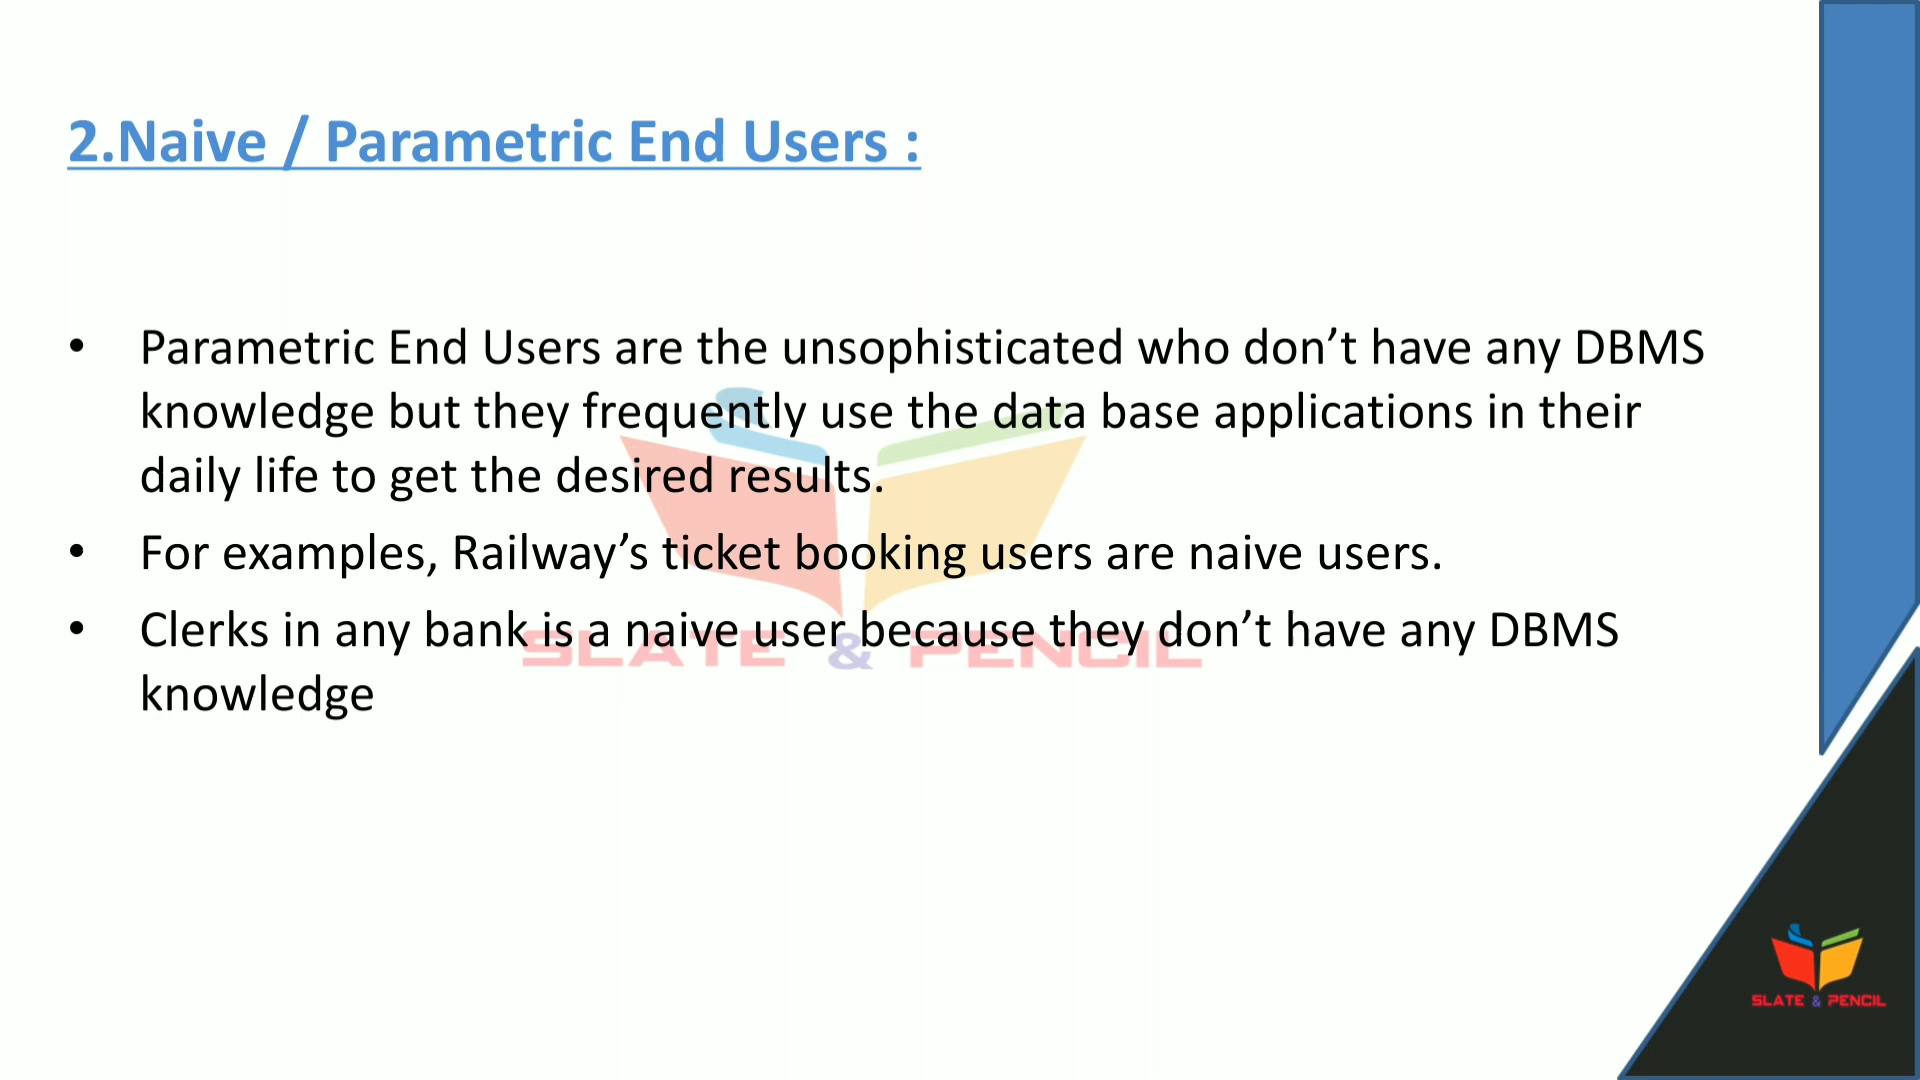 2.Naive / Parametric End Users :
• Parametric End Users are the unsophisticated who don’t have any DBMS
knowledge but they frequently use the data base applications in their
daily life to get the desired results.
• For examples, Railway’s ticket booking users are naive users.
• Clerks in any bank is a naive user because they don’t have any DBMS
knowledge
SLATE & PENCIL
SLATE & PENCIL